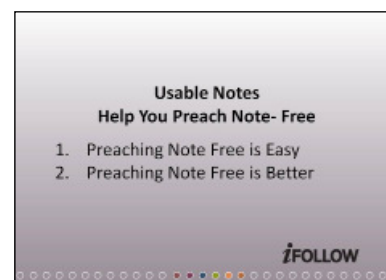 Usable Notes
Help You Preach Note- Free
1. Preaching Note Free is Easy
2. Preaching Note Free is Better
iFOLLOW